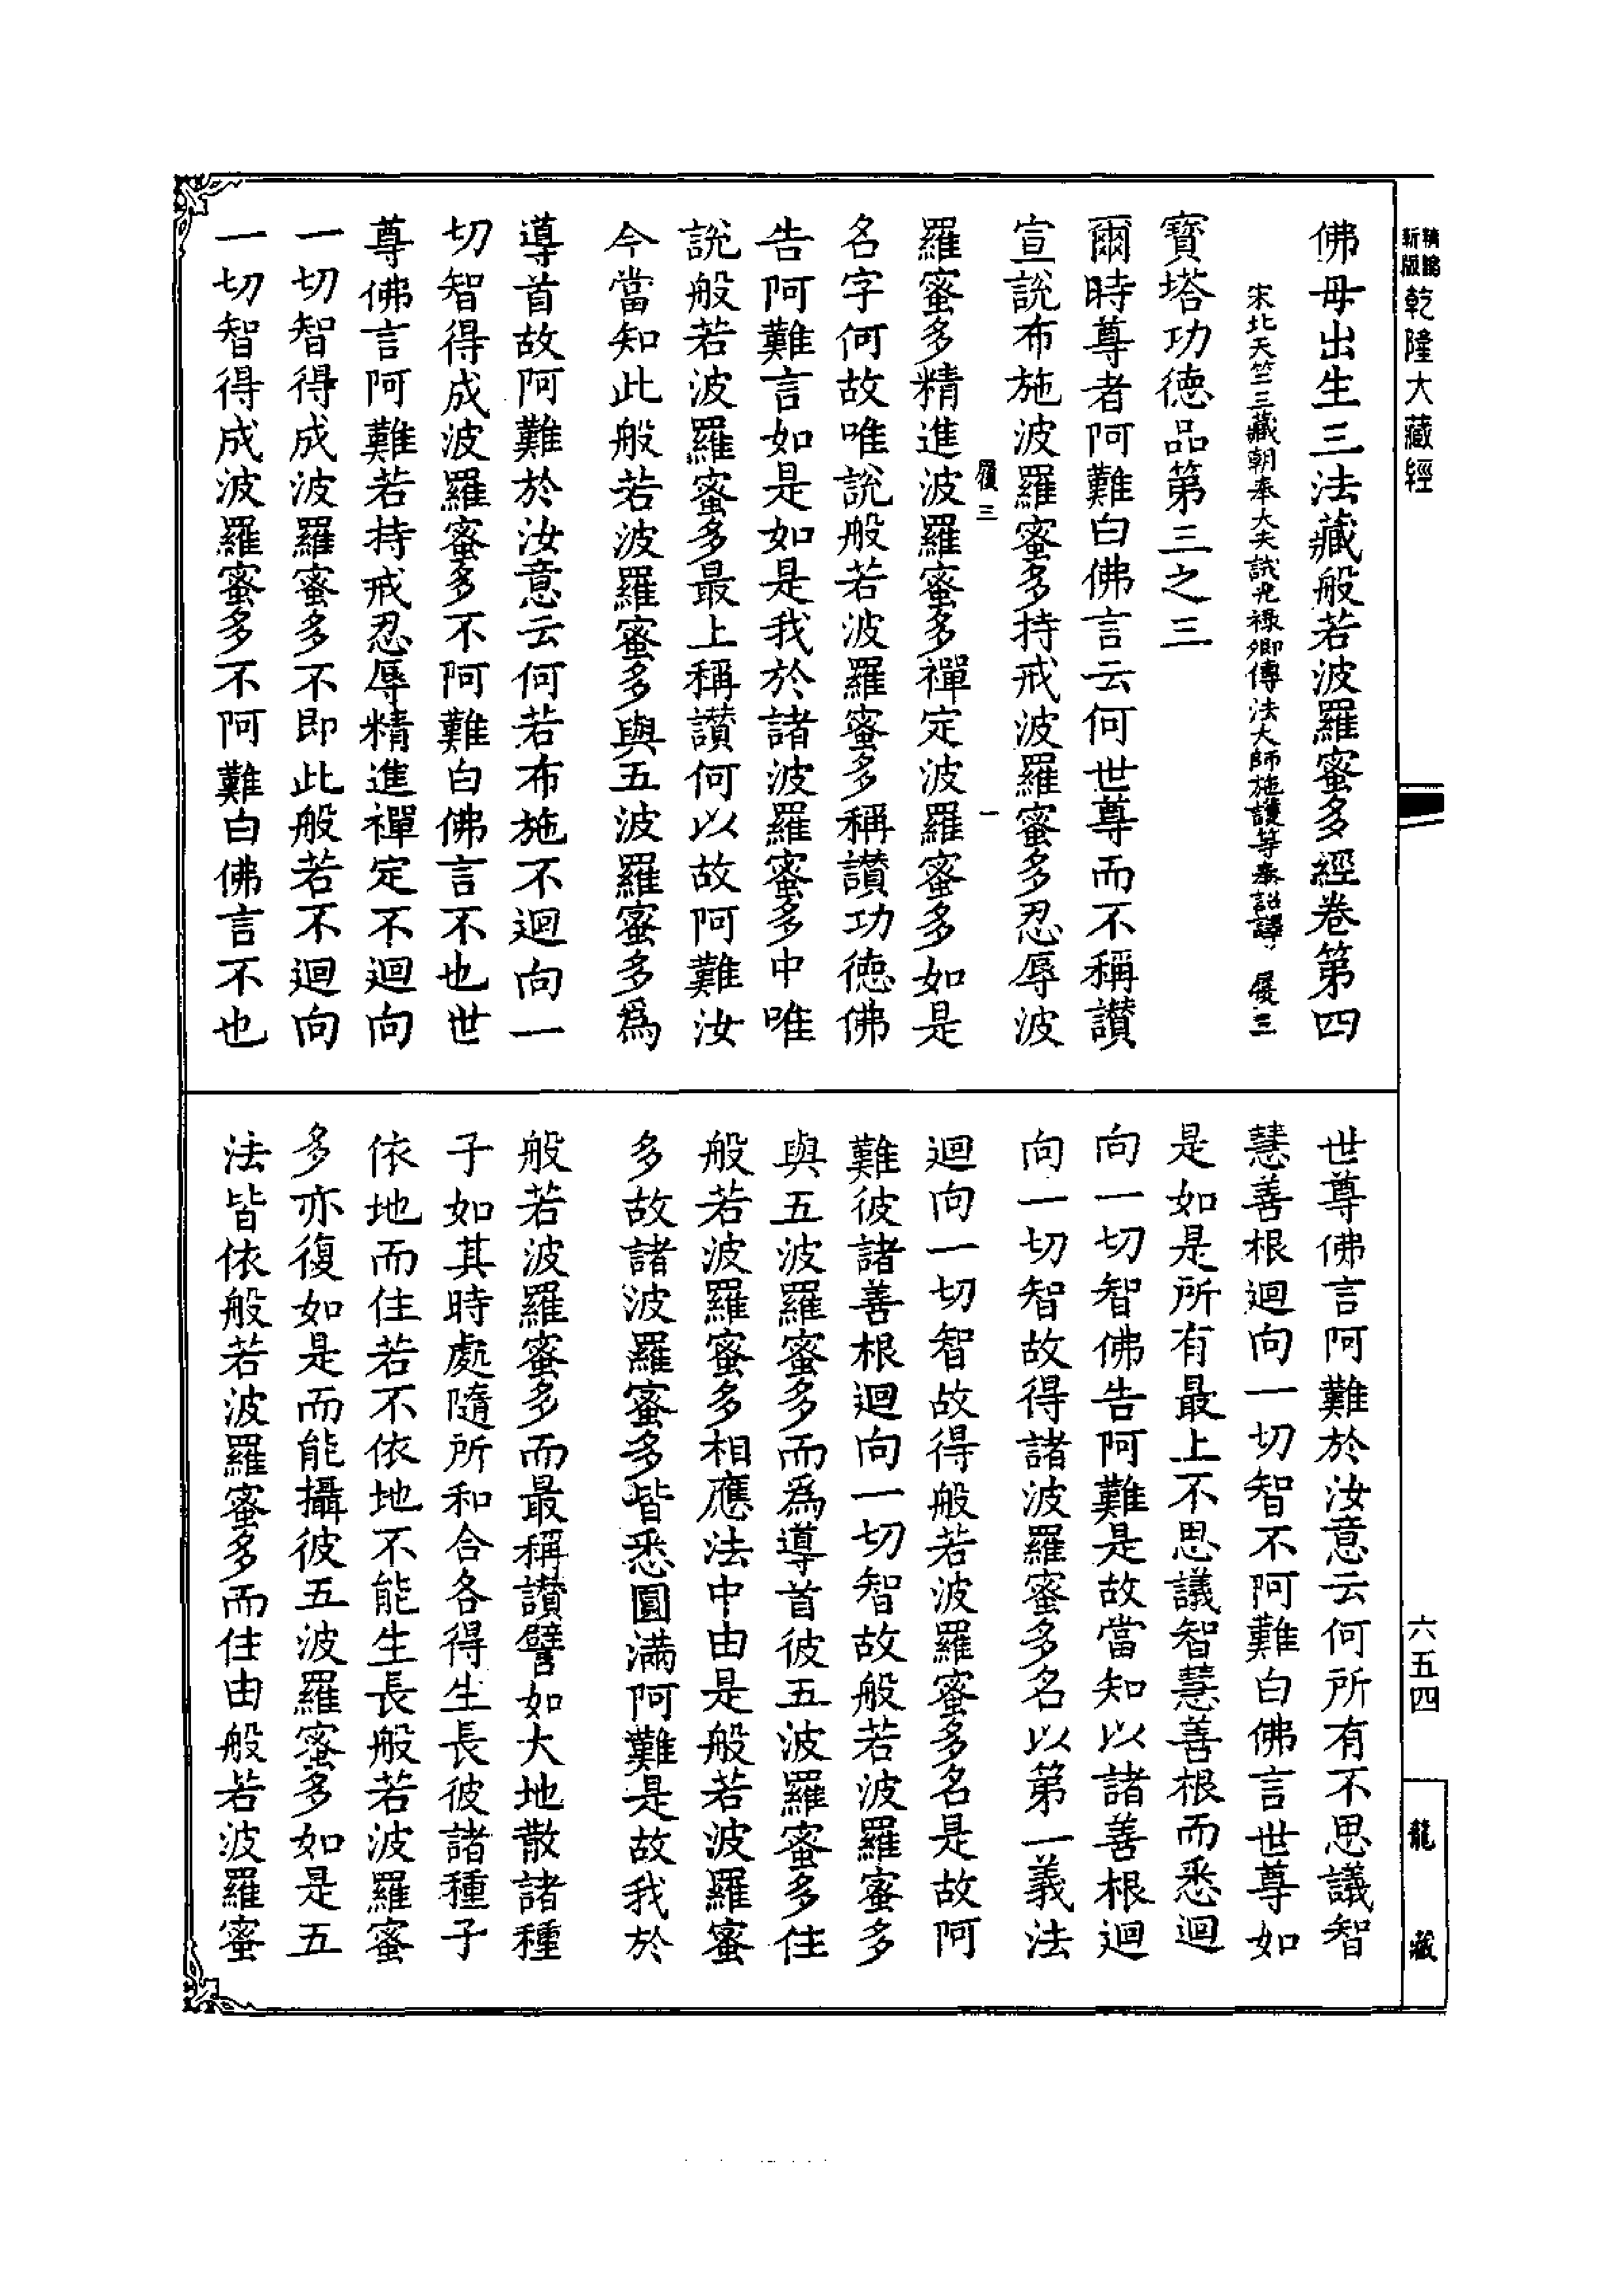 佛母出生三法藏般若波羅蜜多經卷第四
宋北天竺三藏朝奉大夫試光祿卿傳法大師施護等奉詔譯 履三
寶塔功德品第三之三
爾時尊者阿難白佛言云何世尊而不稱讚
宣說布施波羅蜜多持戒波羅蜜多忍辱波
履三 一
羅蜜多精進波羅蜜多禪定波羅蜜多如是
名字何故唯說般若波羅蜜多稱讚功德佛
告阿難言如是如是我於諸波羅蜜多中唯
說般若波羅蜜多最上稱讚何以故阿難汝
今當知此般若波羅蜜多與五波羅蜜多爲
導首故阿難於汝意云何若布施不迴向一
切智得成波羅蜜多不阿難白佛言不也世
尊佛言阿難若持戒忍辱精進禪定不迴向
一切智得成波羅蜜多不即此般若不迴向
一切智得成波羅蜜多不阿難白佛言不也
世尊佛言阿難於汝意云何所有不思議智
慧善根迴向一切智不阿難白佛言世尊如
是如是所有最上不思議智慧善根而悉迴
向一切智佛告阿難是故當知以諸善根迴
向一切智故得諸波羅蜜多名以第一義法
迴向一切智故得般若波羅蜜多名是故阿
難彼諸善根迴向一切智故般若波羅蜜多
與五波羅蜜多而爲導首彼五波羅蜜多住
般若波羅蜜多相應法中由是般若波羅蜜
多故諸波羅蜜多皆悉圓滿阿難是故我於
般若波羅蜜多而最稱讚譬如大地散諸種
子如其時處隨所和合各得生長彼諸種子
依地而住若不依地不能生長般若波羅蜜
多亦復如是而能攝彼五波羅蜜多如是五
法皆依般若波羅蜜多而住由般若波羅蜜
新版 乾隆大藏經
六五四
龍藏